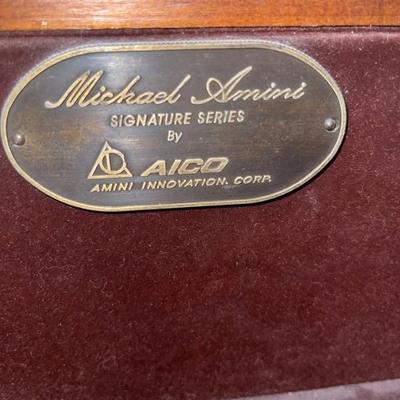 Michael Amini
SIGNATURE SERIES
By
AICO
AMINI INNOVATION. CORP.